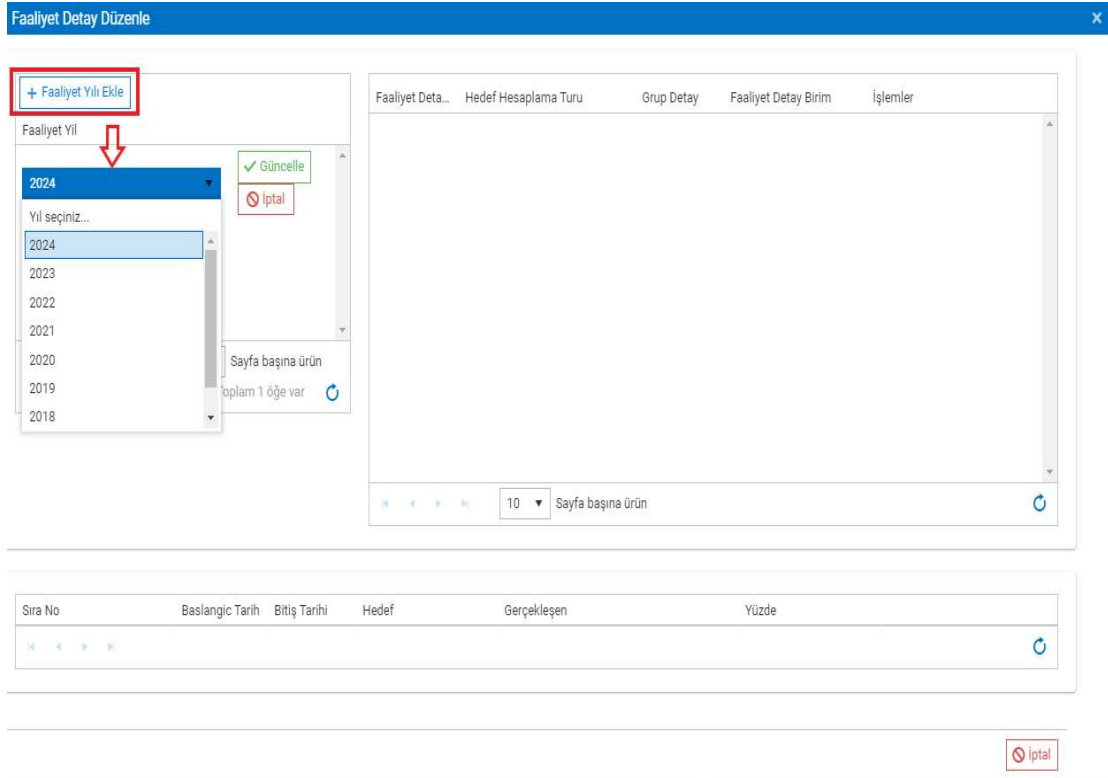 Faaliyet Detay Düzenle x
+ Faaliyet Yılı Ekle
Faaliyet Yil
2024
Güncelle
İptal
Yıl seçiniz...
2024
2023
2022
2021
2020
2019
2018
Sayfa başına ürün
oplam 1 öğe var
Faaliyet Deta... Hedef Hesaplama Turu Grup Detay Faaliyet Detay Birim İşlemler
10 Sayfa başına ürün
Sıra No Baslangic Tarih Bitiş Tarihi Hedef Gerçekleşen Yüzde
İptal